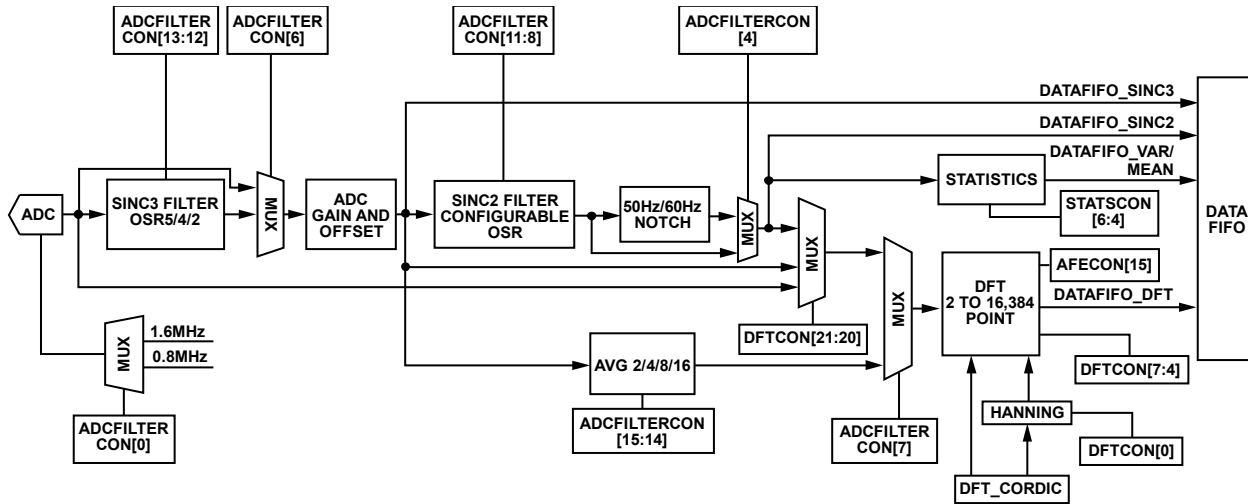 ADCFILTER
CON[13:12]
ADCFILTER
CON[6]
ADCFILTER
CON[11:8]
ADCFILTERCON
[4]
DATAFIFO_SINC3
DATAFIFO_SINC2
DATAFIFO_VAR/
MEAN
ADC
SINC3 FILTER
OSR5/4/2
MUX
ADC
GAIN AND
OFFSET
SINC2 FILTER
CONFIGURABLE
OSR
50Hz/60Hz
NOTCH
MUX
STATISTICS
STATSCON
[6:4]
DATA
FIFO
MUX
MUX
DFT
2 TO 16,384
POINT
AFECON[15]
DATAFIFO_DFT
DFTCON[21:20]
DFTCON[7:4]
MUX
1.6MHz
0.8MHz
AVG 2/4/8/16
ADCFILTER
CON[0]
ADCFILTERCON
[15:14]
ADCFILTER
CON[7]
HANNING
DFTCON[0]
DFT_CORDIC